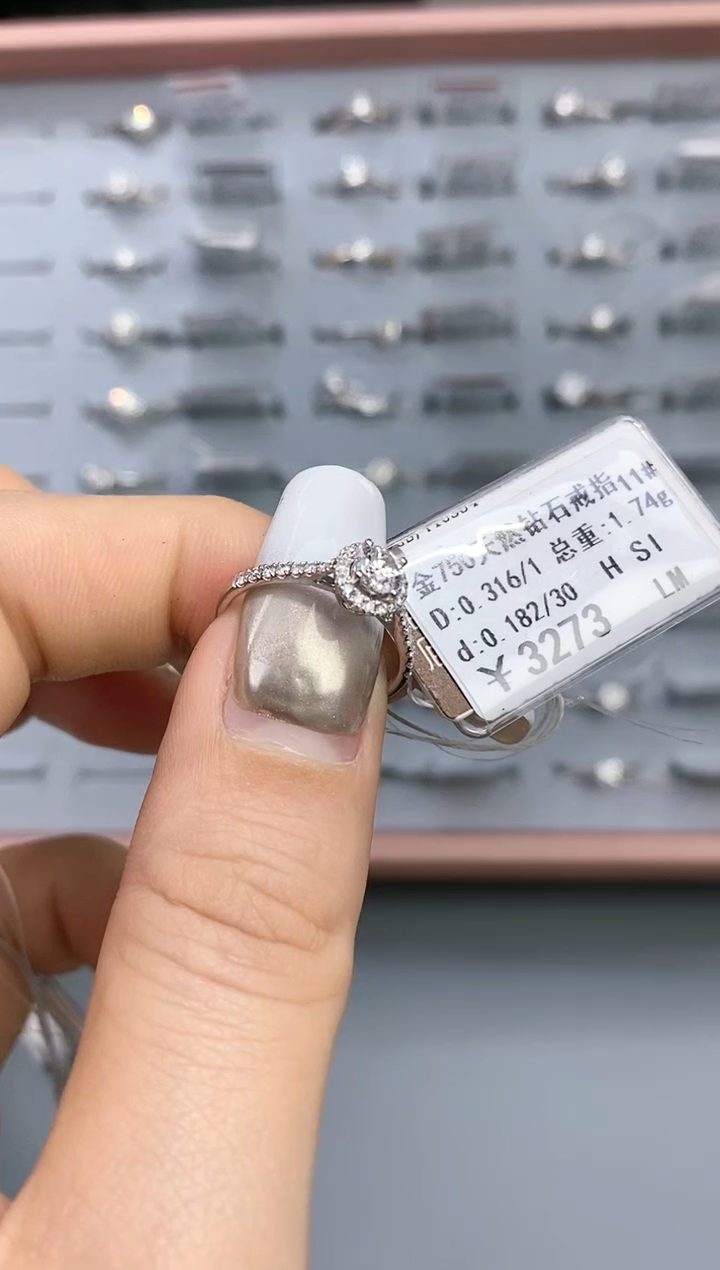 金750天然钻石戒指11#
D:0.316/1 总重:1.74g
d:0.182/30 H SI
￥3273 LM